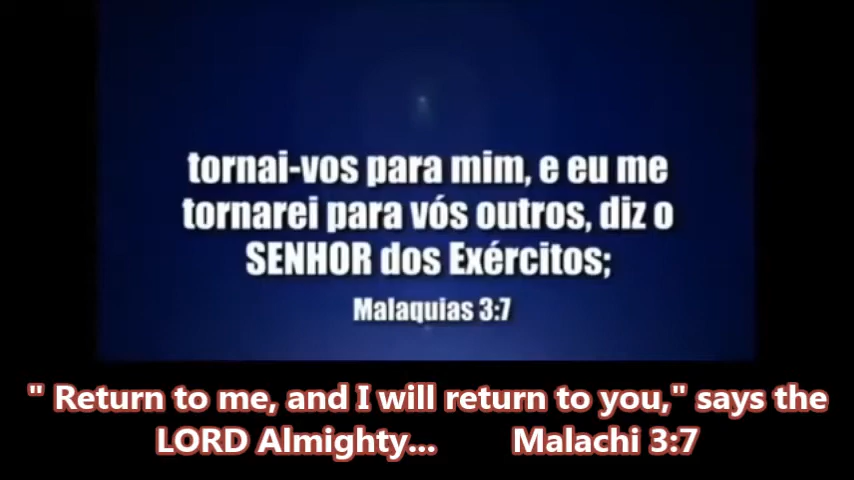 tornai-vos para mim, e eu me
tornarei para vós outros, diz o
SENHOR dos Exércitos;
Malaquias 3:7
" Return to me, and I will return to you," says the
LORD Almighty... Malachi 3:7